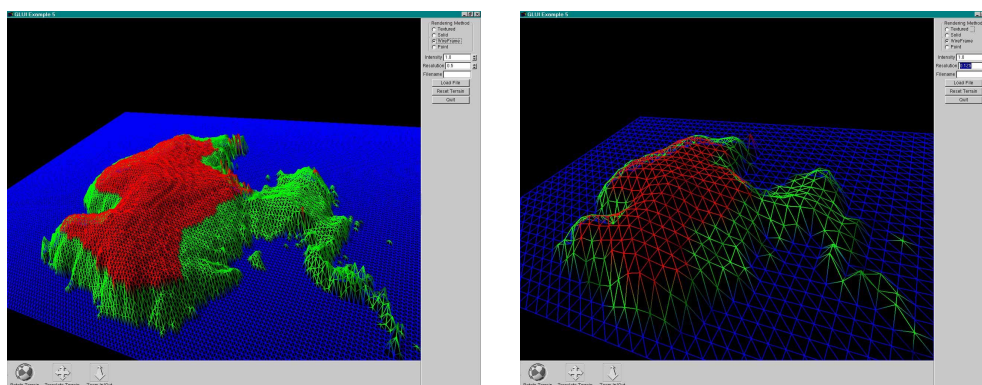 GLUI Example 5
Rendering Method
Textured
Solid
WireFrame
Point
Intensity 1.0
Resolution 0.5
Filename
Load File
Reset Terrain
Quit
Rotate Terrain
Translate Terrain
Zoom In/Out
GLUI Example 5
Rendering Method
Textured
Solid
WireFrame
Point
Intensity 1.0
Resolution
Filename
Load File
Reset Terrain
Quit
Rotate Terrain
Translate Terrain
Zoom In/Out